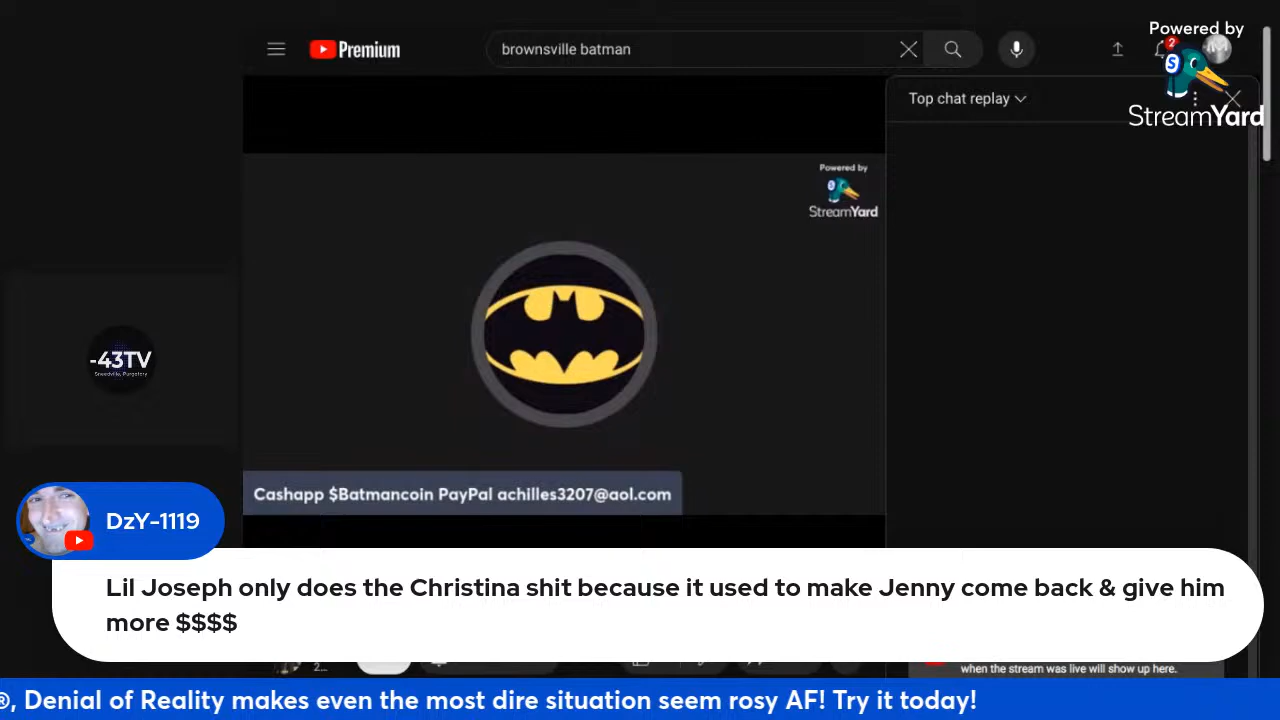 Powered by
StreamYard
Premium
brownsville batman
2
Top chat replay
Powered by
StreamYard
-43TV
Cashapp $Batmancoin PayPal achilles3207@aol.com
DzY-1119
Lil Joseph only does the Christina shit because it used to make Jenny come back & give him
more $$$$
2...
when the stream was live will show up here.
®, Denial of Reality makes even the most dire situation seem rosy AF! Try it today!